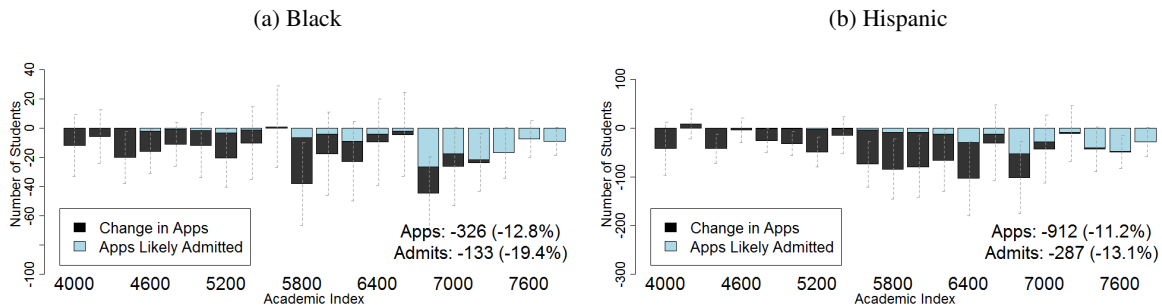 (a) Black
Number of Students
40
20
0
-20
-40
-60
-100
Change in Apps
Apps Likely Admitted
Apps: -326 (-12.8%)
Admits: -133 (-19.4%)
4000 4600 5200 5800 6400 7000 7600
Academic Index
(b) Hispanic
Number of Students
100
0
-100
-200
-300
Change in Apps
Apps Likely Admitted
Apps: -912 (-11.2%)
Admits: -287 (-13.1%)
4000 4600 5200 5800 6400 7000 7600
Academic Index